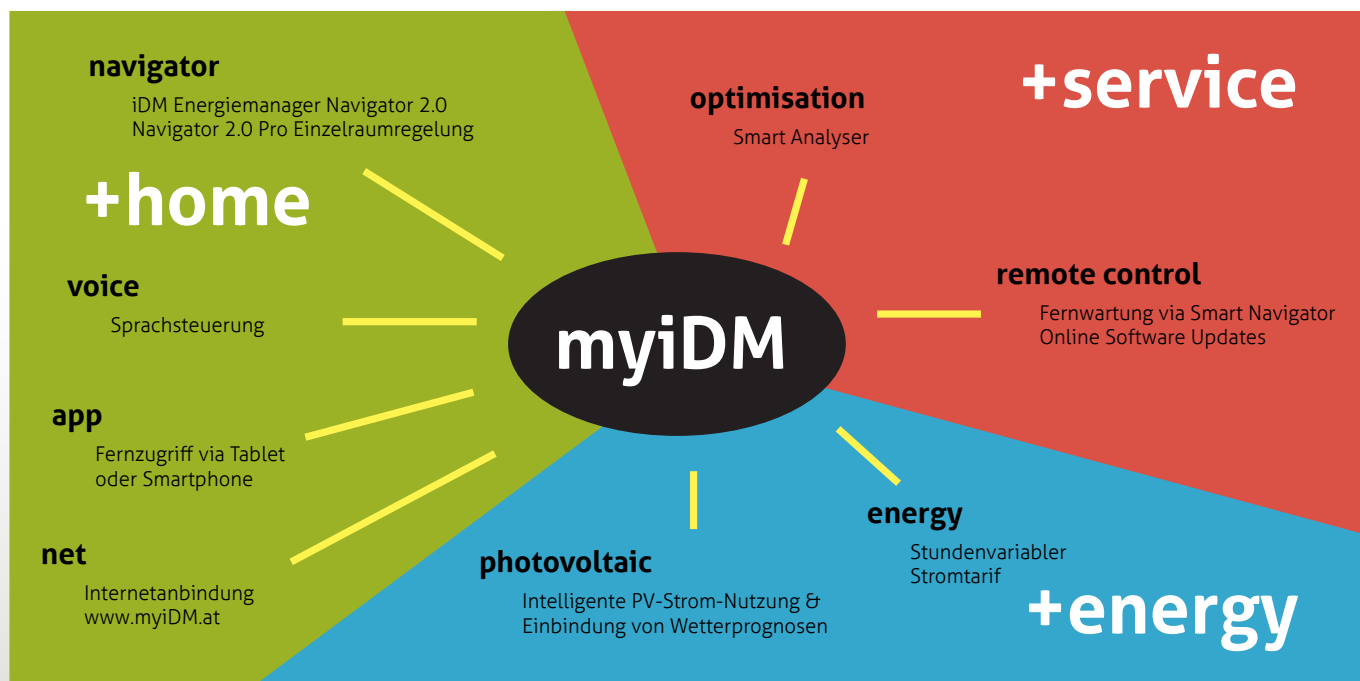 navigator
iDM Energiemanager Navigator 2.0
Navigator 2.0 Pro Einzelraumregelung
+home
voice
Sprachsteuerung
app
Fernzugriff via Tablet
oder Smartphone
net
Internetanbindung
www.myiDM.at
myiDM
+service
optimisation
Smart Analyser
remote control
Fernwartung via Smart Navigator
Online Software Updates
photovoltaic
Intelligente PV-Strom-Nutzung &
Einbindung von Wetterprognosen
energy
Stundenvariabler
Stromtarif
+energy